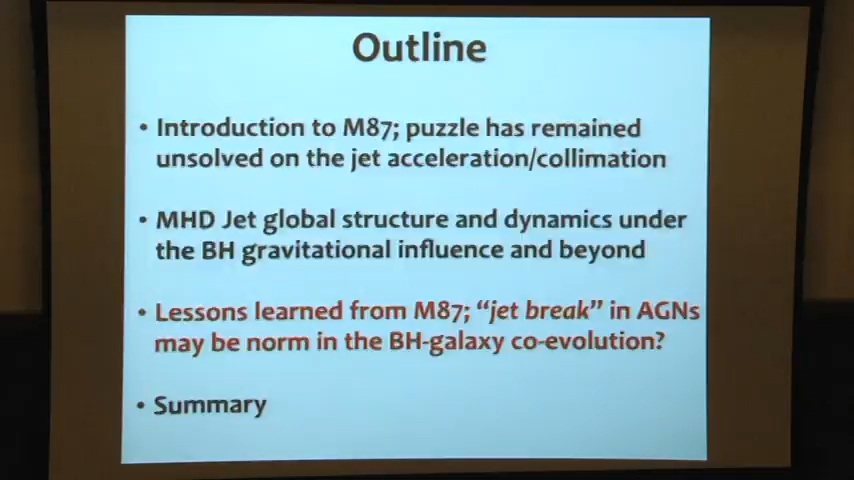 Outline
• Introduction to M87; puzzle has remained
unsolved on the jet acceleration/collimation
• MHD Jet global structure and dynamics under
the BH gravitational influence and beyond
• Lessons learned from M87; “jet break” in AGNs
may be norm in the BH-galaxy co-evolution?
• Summary